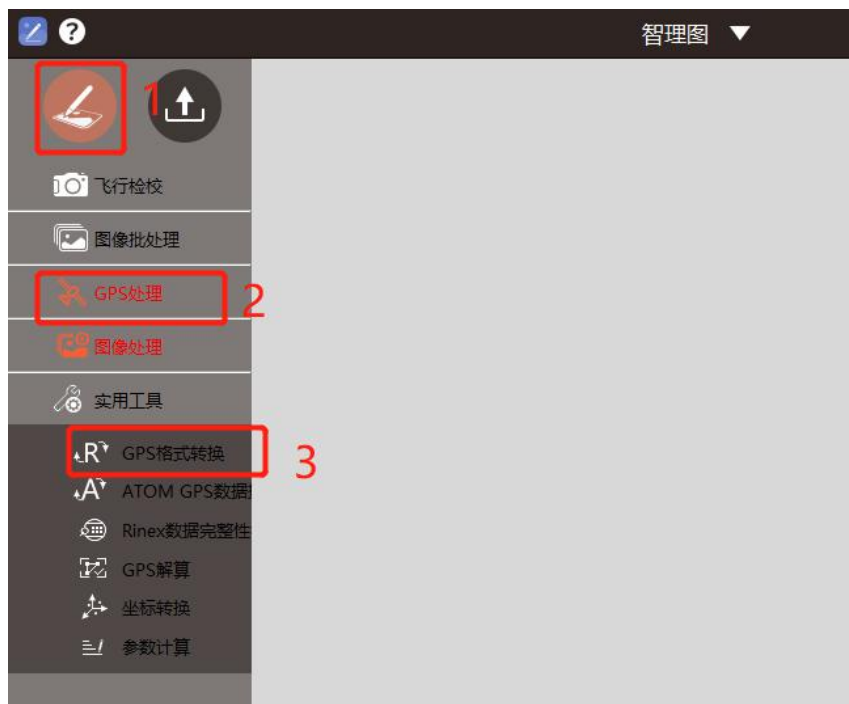 智理图
1
飞行检校
图像批处理
GPS处理
2
图像处理
实用工具
R GPS格式转换
3
A ATOM GPS数据
Rinex数据完整性
GPS解算
坐标转换
参数计算